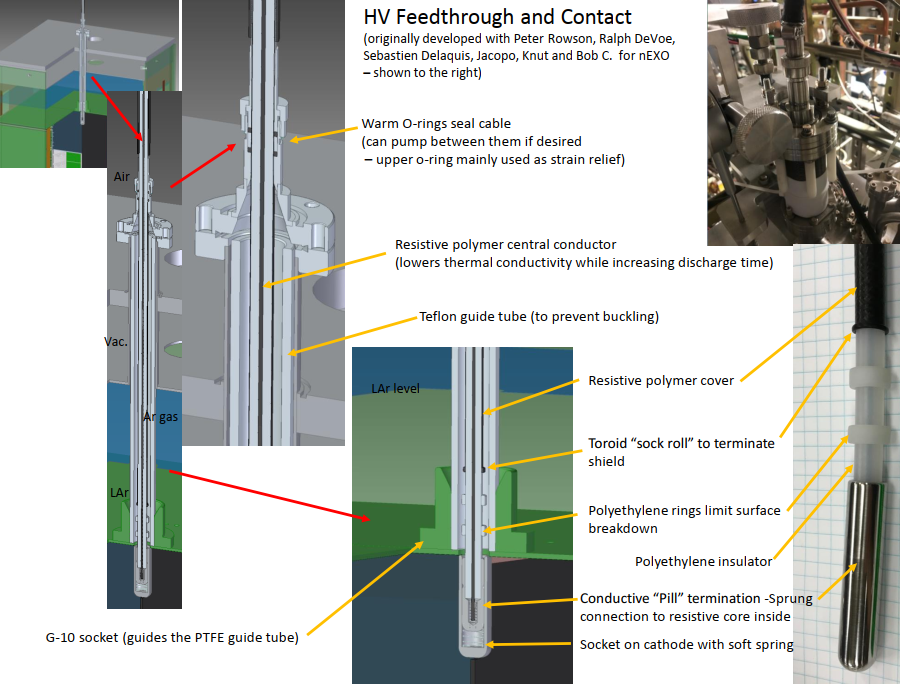 HV Feedthrough and Contact
(originally developed with Peter Rowson, Ralph DeVoe,
Sebastien Delaquis, Jacopo, Knut and Bob C.  for nEXO
– shown to the right)
Warm O-rings seal cable
(can pump between them if desired
– upper o-ring mainly used as strain relief)
Air
Resistive polymer central conductor
(lowers thermal conductivity while increasing discharge time)
Teflon guide tube (to prevent buckling)
Vac.
Ar gas
LAr
LAr level
Resistive polymer cover
Toroid “sock roll” to terminate
shield
Polyethylene rings limit surface
breakdown
Polyethylene insulator
Conductive “Pill” termination -Sprung
connection to resistive core inside
Socket on cathode with soft spring
G-10 socket (guides the PTFE guide tube)